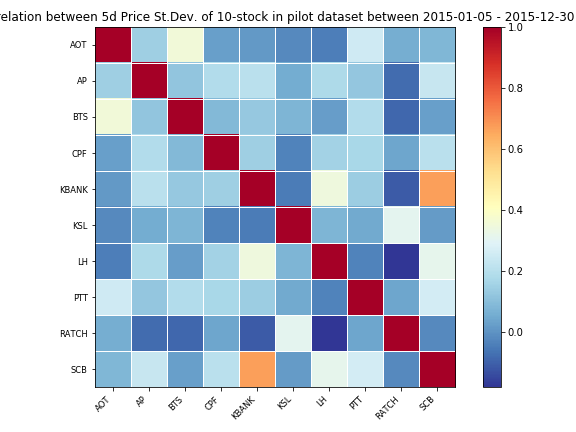 relation between 5d Price St.Dev. of 10-stock in pilot dataset between 2015-01-05 - 2015-12-30
AOT
AP
BTS
CPF
KBANK
KSL
LH
PTT
RATCH
SCB
AOT
AP
BTS
CPF
KBANK
KSL
LH
PTT
RATCH
SCB
1.0
0.8
0.6
0.4
0.2
0.0